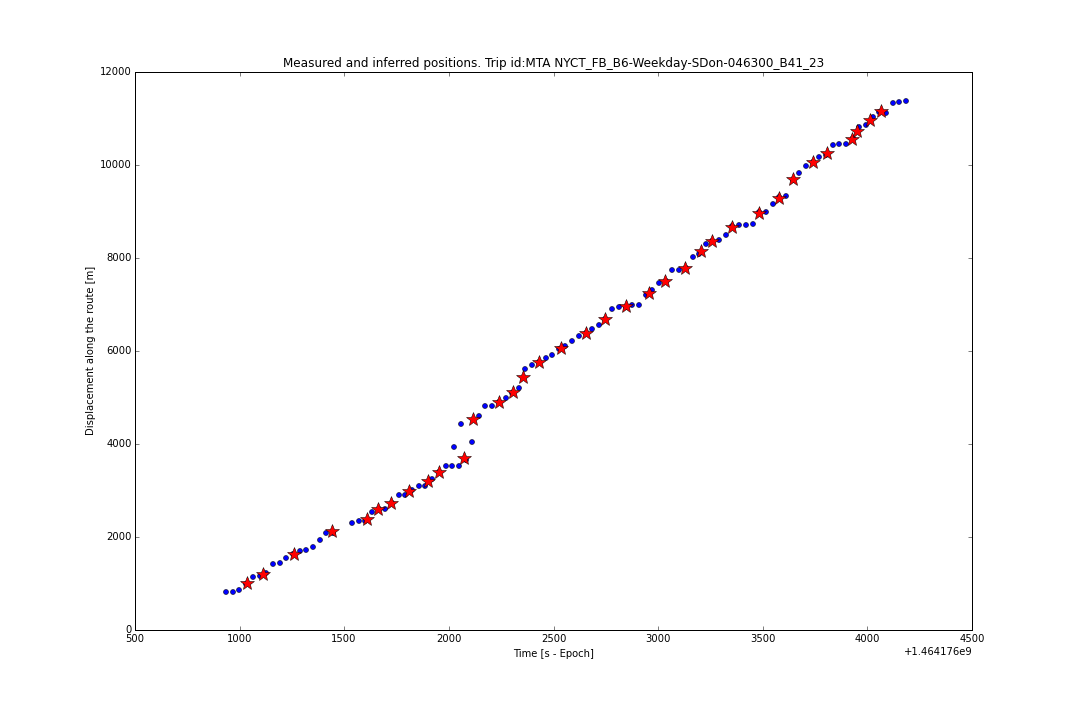 Measured and inferred positions. Trip id:MTA NYCT_FB_B6-Weekday-SDon-046300_B41_23
12000
10000
8000
6000
4000
2000
0
Displacement along the route [m]
500 1000 1500 2000 2500 3000 3500 4000 4500
Time [s - Epoch]
+1.464176e9